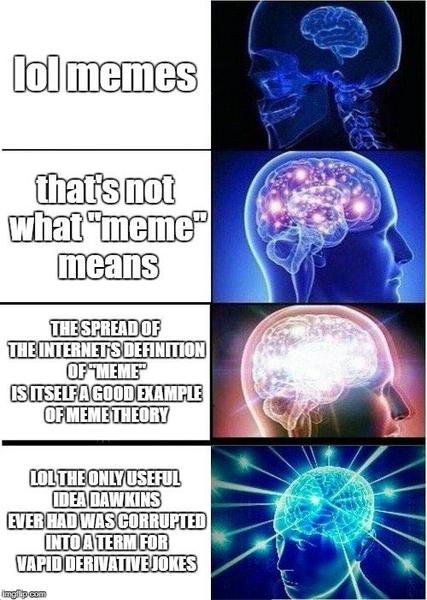 lol memes
that's not
what "meme"
means
THE SPREAD OF
THE INTERNET'S DEFINITION
OF "MEME"
IS ITSELF A GOOD EXAMPLE
OF MEME THEORY
LOL THE ONLY USEFUL
IDEA DAWKINS
EVER HAD WAS CORRUPTED
INTO A TERM FOR
VAPID DERIVATIVE JOKES
imgflip.com